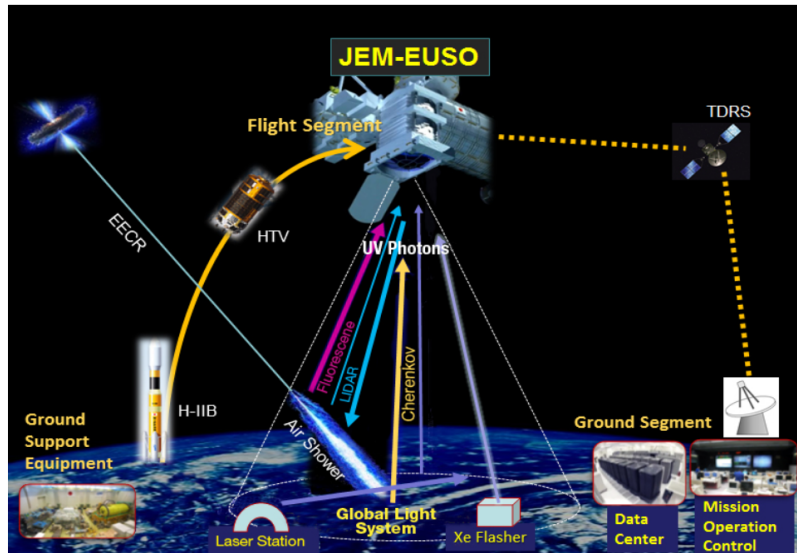 JEM-EUSO
Flight Segment
TDRS
EECR
HTV
UV Photons
Fluorescene
LIDAR
Cherenkov
H-IIB
Air Shower
Ground
Support
Equipment
Ground Segment
Global Light
System
Laser Station
Xe Flasher
Data
Center
Mission
Operation
Control